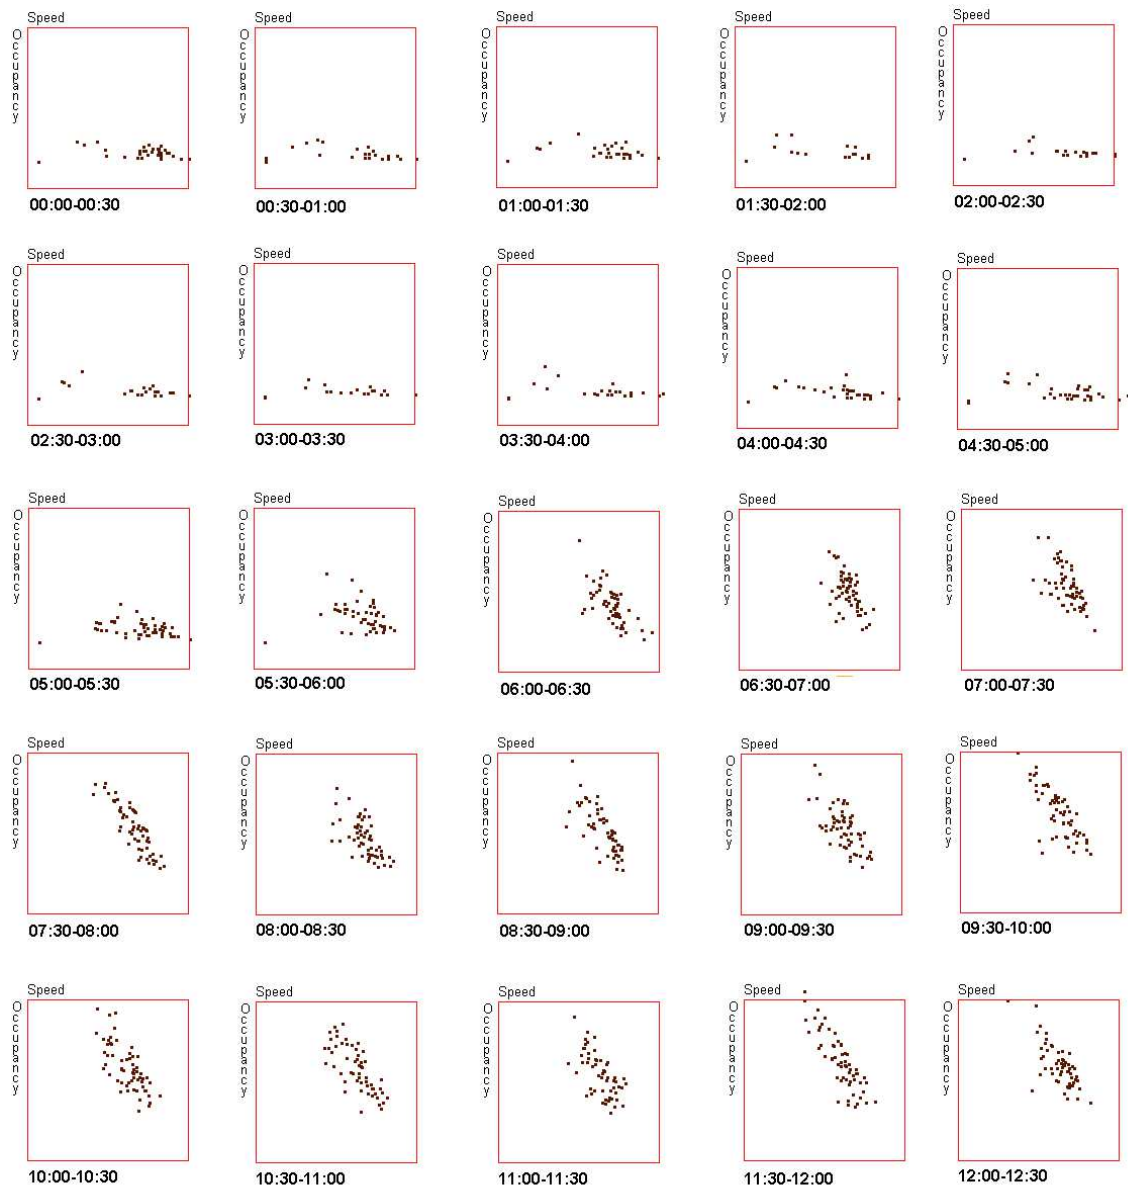 Speed Speed Speed Speed Speed
Occupancy Occupancy Occupancy Occupancy Occupancy
00:00-00:30 00:30-01:00 01:00-01:30 01:30-02:00 02:00-02:30
Speed Speed Speed Speed Speed
Occupancy Occupancy Occupancy Occupancy Occupancy
02:30-03:00 03:00-03:30 03:30-04:00 04:00-04:30 04:30-05:00
Speed Speed Speed Speed Speed
Occupancy Occupancy Occupancy Occupancy Occupancy
05:00-05:30 05:30-06:00 06:00-06:30 06:30-07:00 07:00-07:30
Speed Speed Speed Speed Speed
Occupancy Occupancy Occupancy Occupancy Occupancy
07:30-08:00 08:00-08:30 08:30-09:00 09:00-09:30 09:30-10:00
Speed Speed Speed Speed Speed
Occupancy Occupancy Occupancy Occupancy Occupancy
10:00-10:30 10:30-11:00 11:00-11:30 11:30-12:00 12:00-12:30